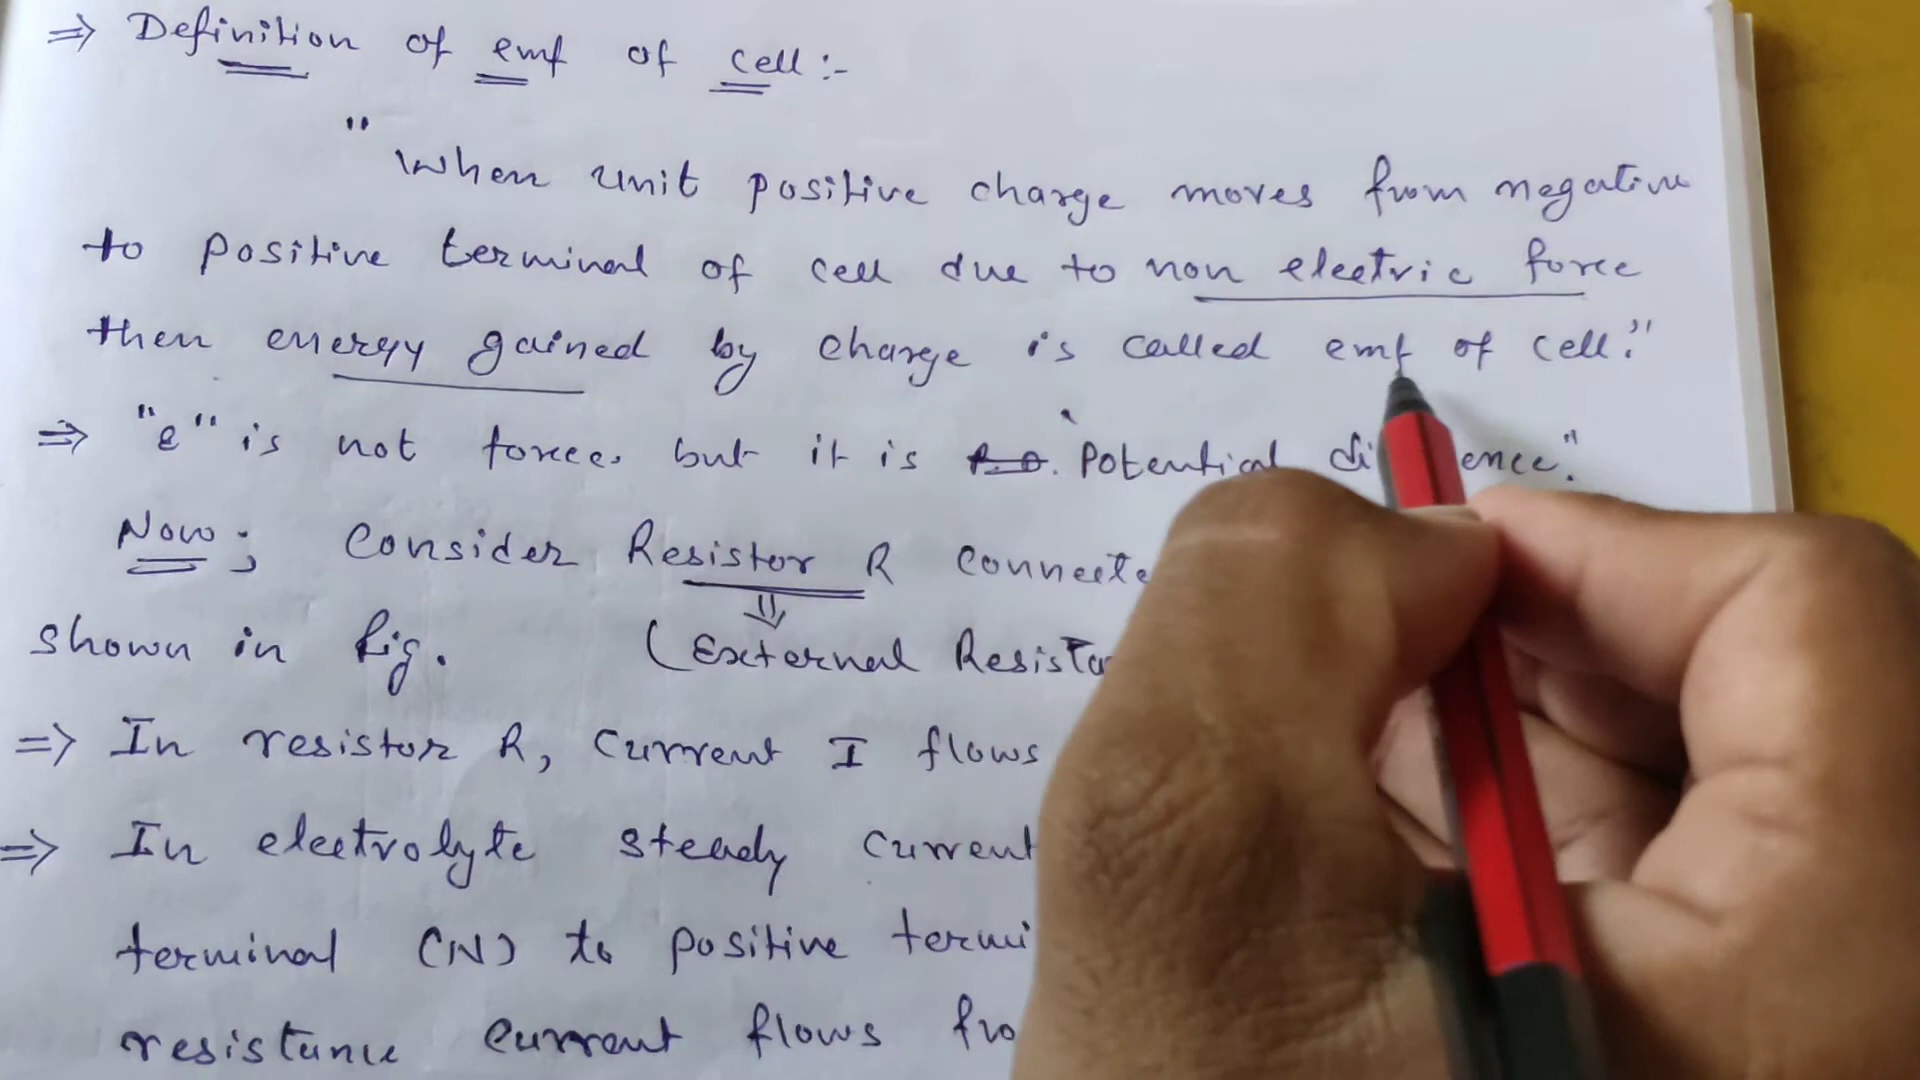 ⇒ Definition of emf of cell :-
"When unit positive charge moves from negative
to positive terminal of cell due to non electric force
then energy gained by charge is called emf of cell."
⇒ "ε" is not force, but it is "Potential
Now; Consider Resistor R
shown in fig. (External
⇒ In resistor R, current I flows
⇒ In electrolyte steady current
terminal (N) to positive
resistance current flows